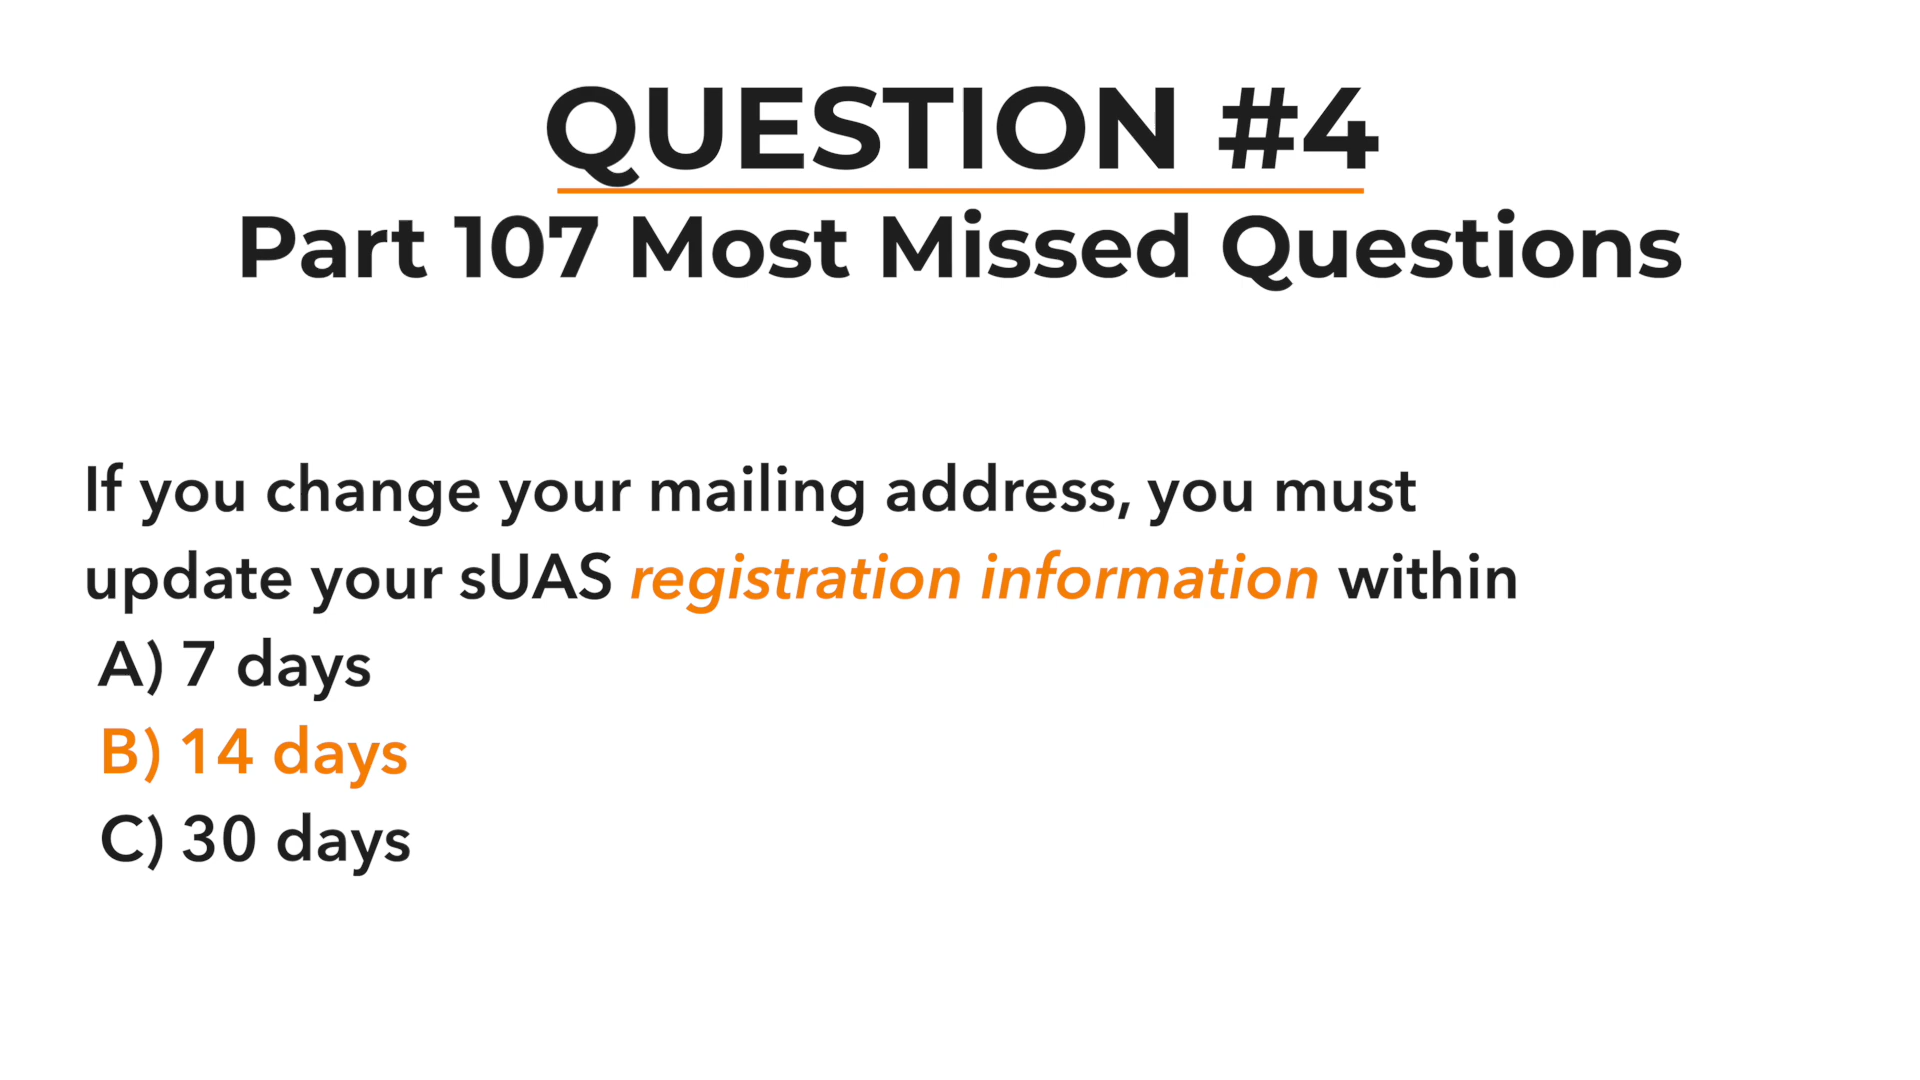 QUESTION #4
Part 107 Most Missed Questions
If you change your mailing address, you must
update your sUAS registration information within
A) 7 days
B) 14 days
C) 30 days